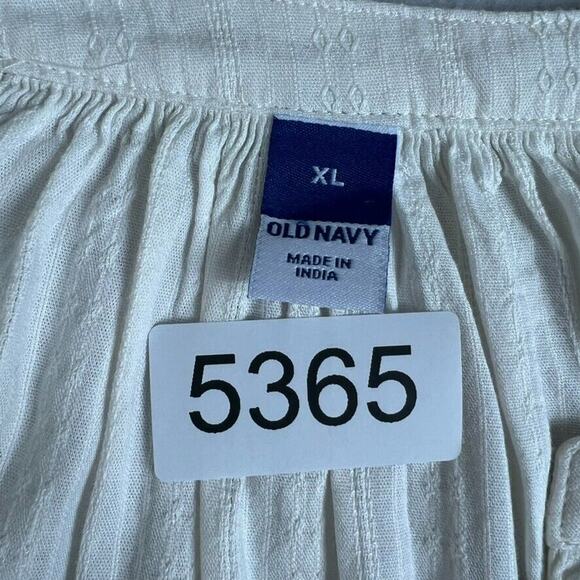 XL
OLD NAVY
MADE IN
INDIA
5365